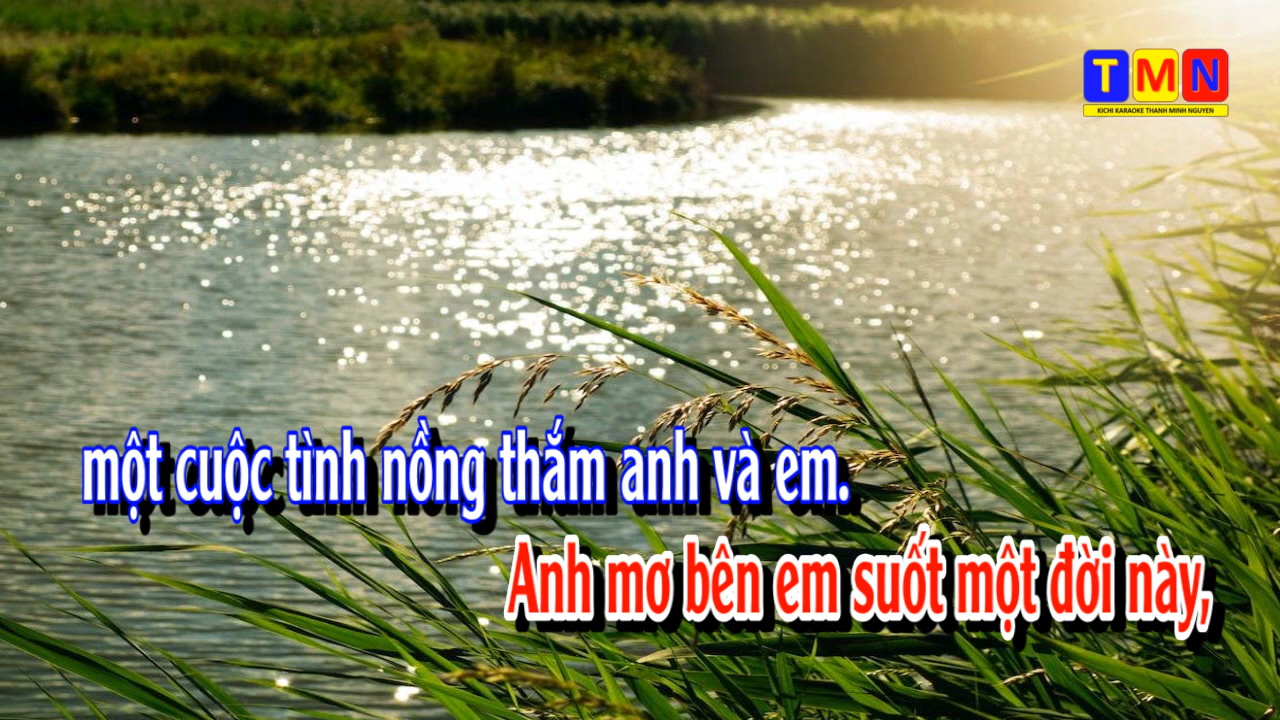 TMN
KICHI KARAOKE THANH MINH NGUYEN
một cuộc tình nồng thắm anh và em.
Anh mơ bên em suốt một đời này,